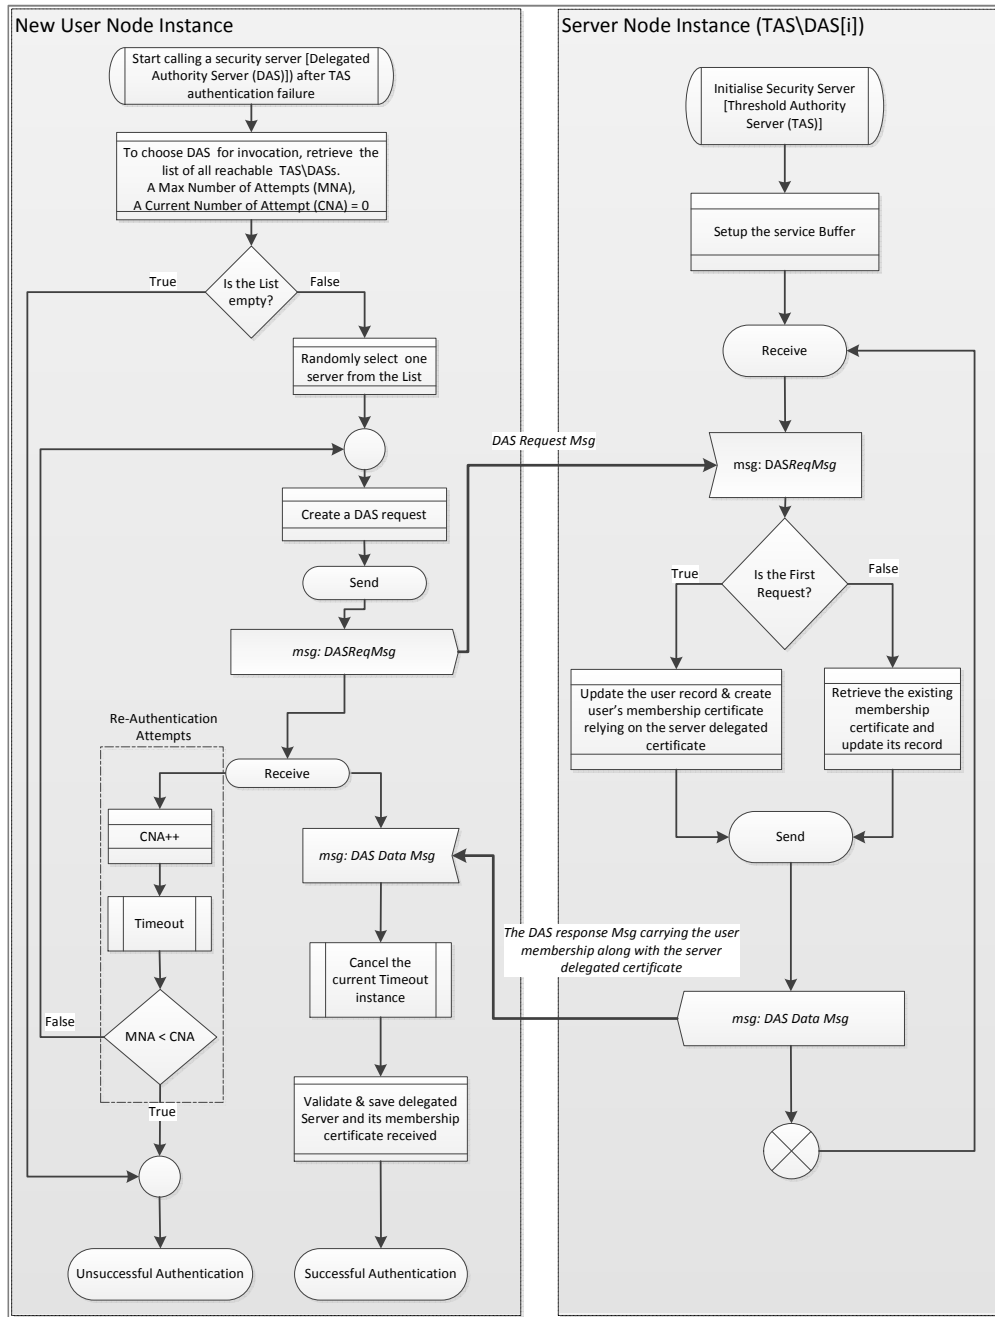 New User Node Instance
Start calling a security server [Delegated
Authority Server (DAS)]) after TAS
authentication failure
To choose DAS for invocation, retrieve the
list of all reachable TAS\DASs.
A Max Number of Attempts (MNA),
A Current Number of Attempt (CNA) = 0
True
Is the List
empty?
False
Randomly select one
server from the List
Create a DAS request
Send
msg: DASReqMsg
Re-Authentication
Attempts
Receive
CNA++
Timeout
False
MNA < CNA
True
msg: DAS Data Msg
Cancel the
current Timeout
instance
Validate & save delegated
Server and its membership
certificate received
Unsuccessful Authentication
Successful Authentication
DAS Request Msg
The DAS response Msg carrying the user
membership along with the server
delegated certificate
Server Node Instance (TAS\DAS[i])
Initialise Security Server
[Threshold Authority
Server (TAS)]
Setup the service Buffer
Receive
msg: DASReqMsg
True
Is the First
Request?
False
Update the user record & create
user's membership certificate
relying on the server delegated
certificate
Retrieve the existing
membership
certificate and
update its record
Send
msg: DAS Data Msg